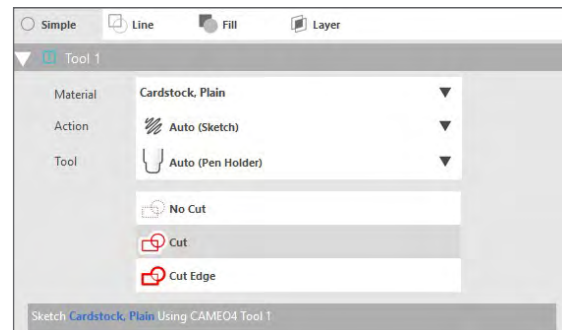 Simple Line Fill Layer
Tool 1
Material Cardstock, Plain
Action Auto (Sketch)
Tool Auto (Pen Holder)
No Cut
Cut
Cut Edge
Sketch Cardstock, Plain Using CAMEO4 Tool 1